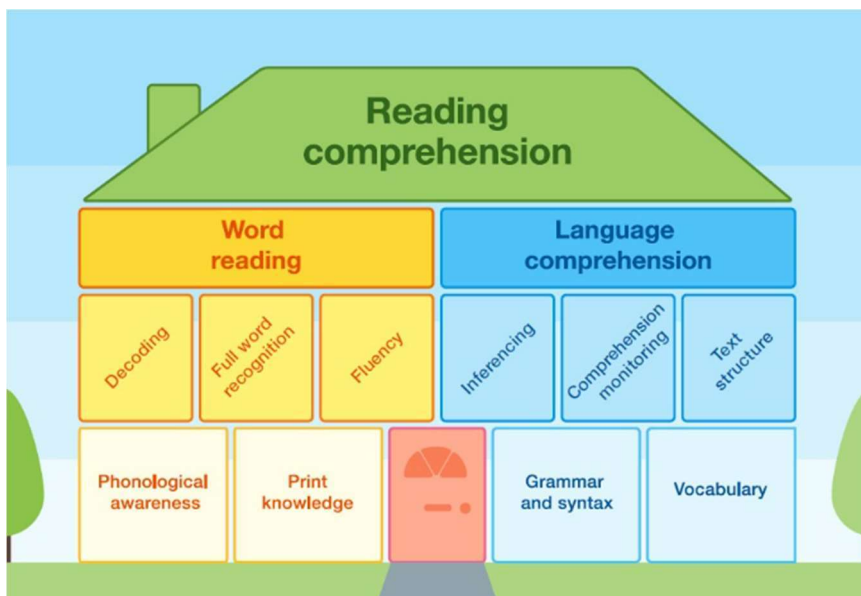 Reading
comprehension
Word
reading
Language
comprehension
Decoding
Full word
recognition
Fluency
Inferencing
Comprehension
monitoring
Text
structure
Phonological
awareness
Print
knowledge
Grammar
and syntax
Vocabulary